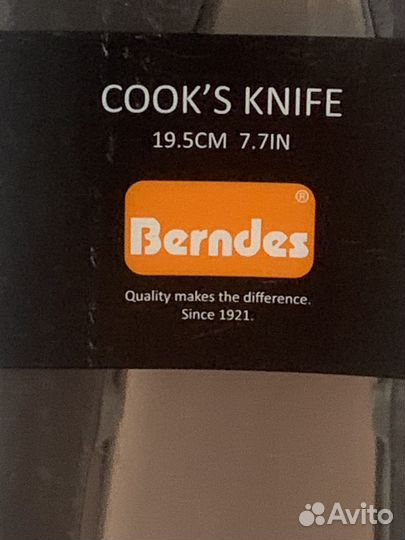 COOK'S KNIFE
19.5CM 7.7IN
®
Berndes
Quality makes the difference.
Since 1921.
Avito